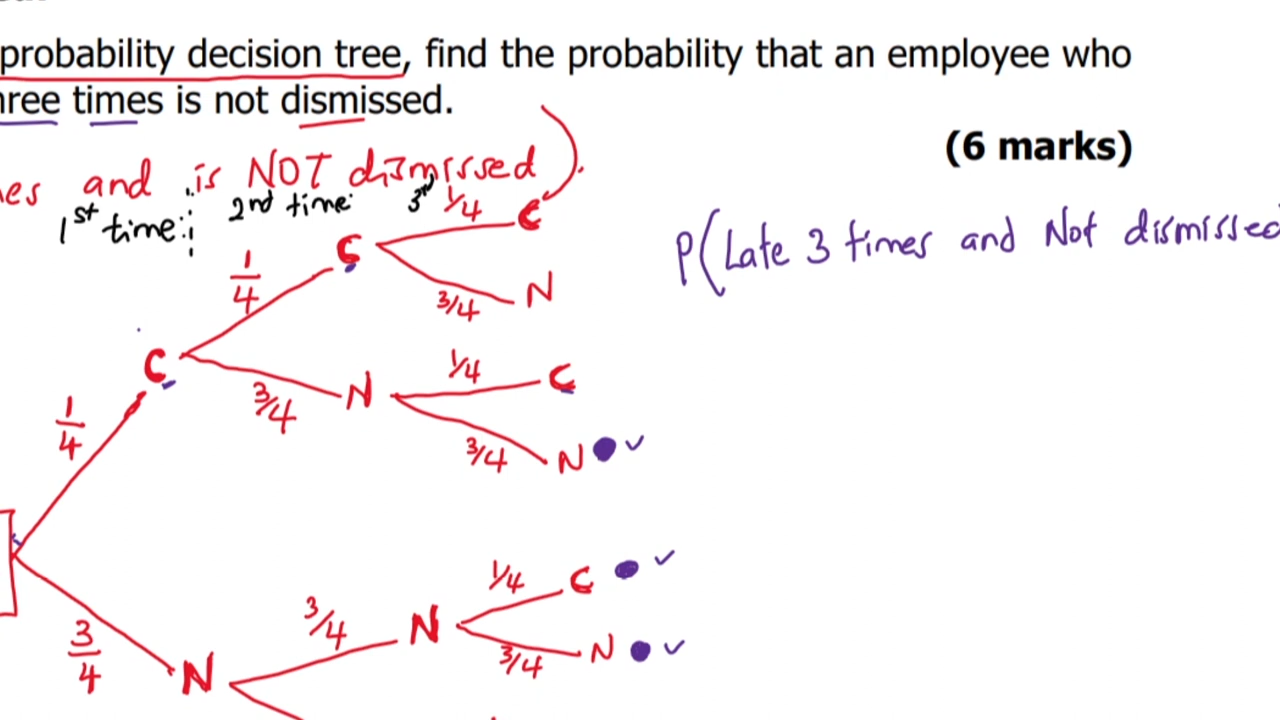 probability decision tree, find the probability that an employee who
hree times is not dismissed.
(6 marks)
es and is NOT dismissed).
1st time: 2nd time: 3rd
P(Late 3 times and Not dismissed
1/4 C
C
1/4
3/4 N
C
1/4 C
3/4 N
1/4
3/4 N
1/4 C
3/4 N
3/4 N
3/4 N